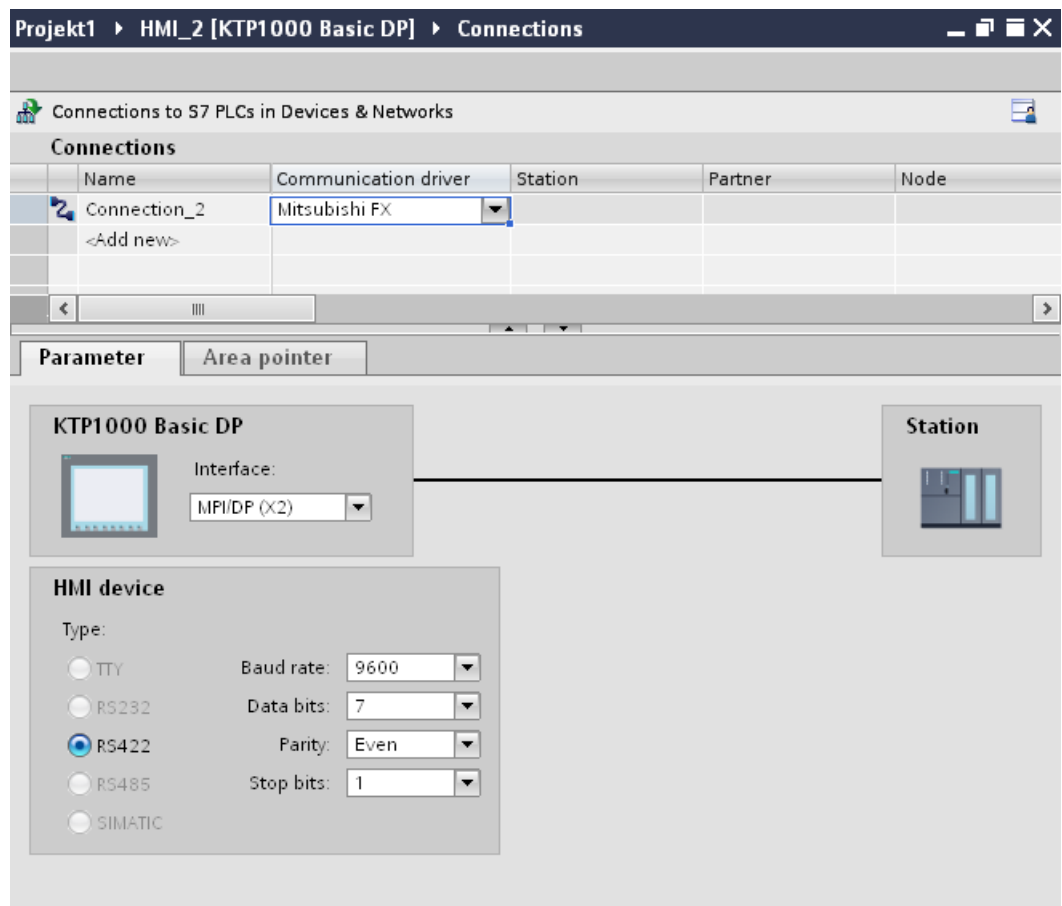 Projekt1 ▸ HMI_2 [KTP1000 Basic DP] ▸ Connections
Connections to S7 PLCs in Devices & Networks
Connections
Name Communication driver Station Partner Node
Connection_2 Mitsubishi FX
<Add new>
Parameter Area pointer
KTP1000 Basic DP Station
Interface:
MPI/DP (X2)
HMI device
Type:
TTY Baud rate: 9600
RS232 Data bits: 7
RS422 Parity: Even
RS485 Stop bits: 1
SIMATIC